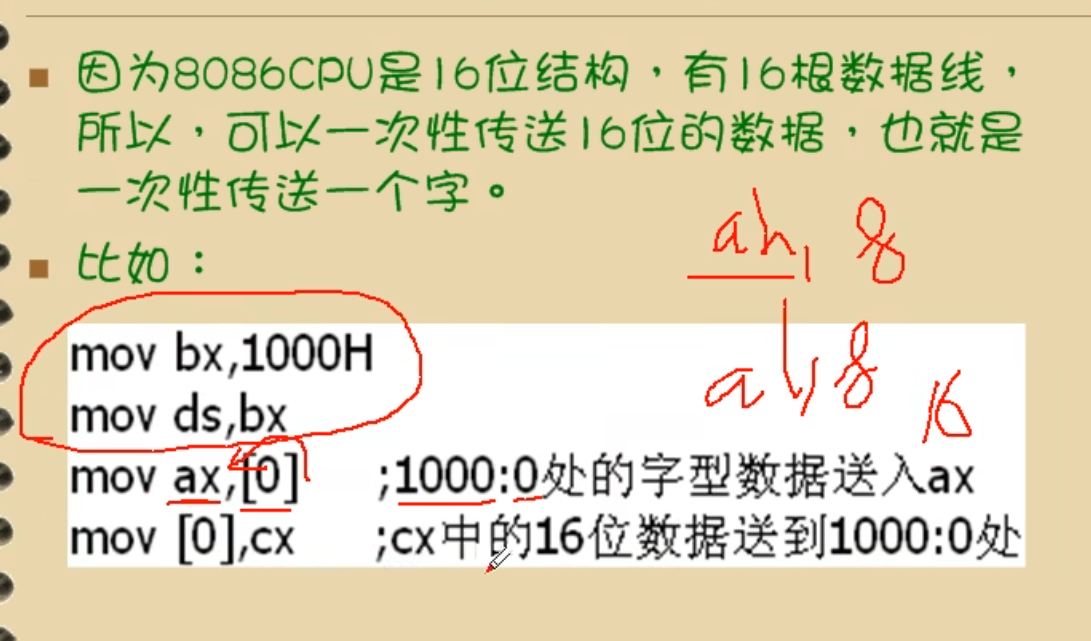 因为8086CPU是16位结构，有16根数据线，
所以，可以一次性传送16位的数据，也就是
一次性传送一个字。
ah, 8
比如：
al, 8
16
mov bx,1000H
mov ds,bx
mov ax,[0] ;1000:0处的字型数据送入ax
mov [0],cx ;cx中的16位数据送到1000:0处